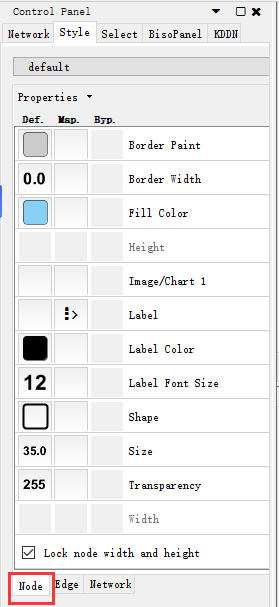 Control Panel
Network Style Select BisoPanel KDDN
default
Properties
Def. Map. Byp.
Border Paint
0.0 Border Width
Fill Color
Height
Image/Chart 1
Label
Label Color
12 Label Font Size
Shape
35.0 Size
255 Transparency
Width
Lock node width and height
Node Edge Network